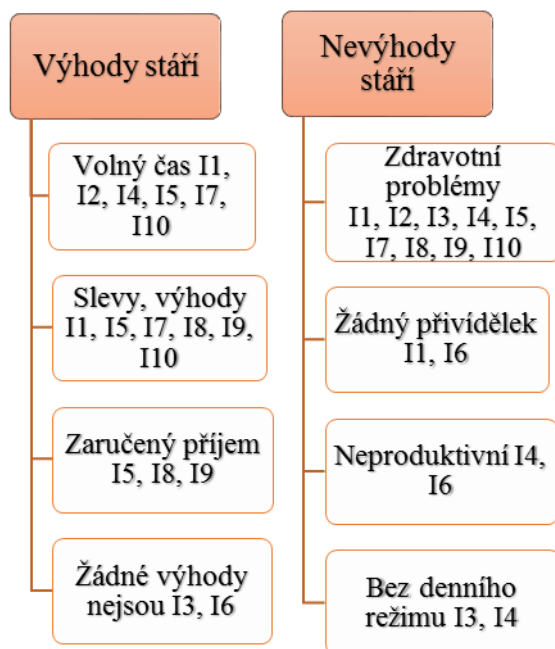 Výhody stáří
Volný čas I1,
I2, I4, I5, I7,
I10
Slevy, výhody
I1, I5, I7, I8, I9,
I10
Zaručený příjem
I5, I8, I9
Žádné výhody
nejsou I3, I6
Nevýhody
stáří
Zdravotní
problémy
I1, I2, I3, I4, I5,
I7, I8, I9, I10
Žádný přivídělek
I1, I6
Neproduktivní I4,
I6
Bez denního
režimu I3, I4